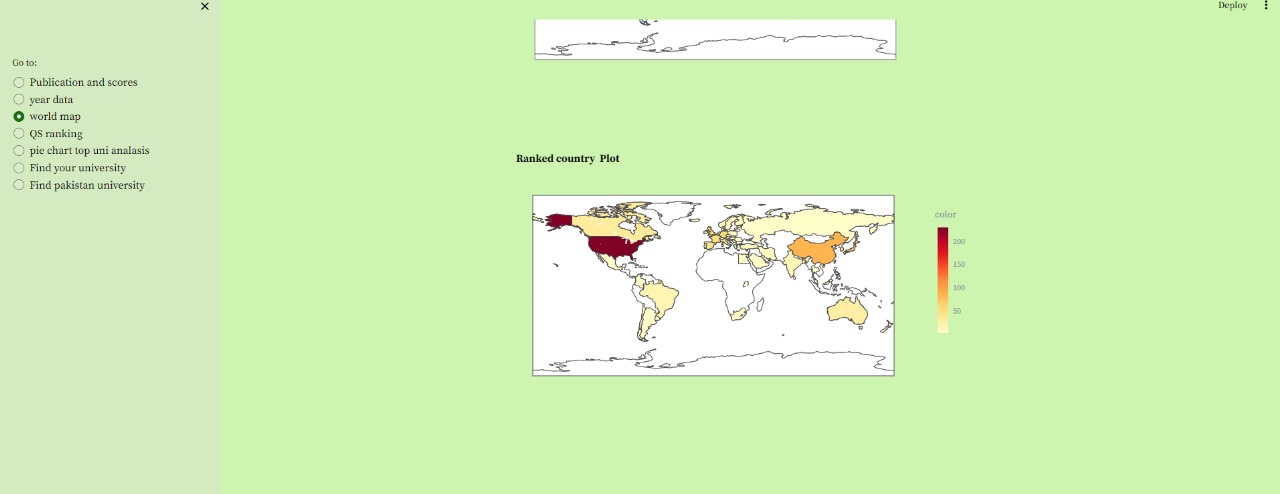 Deploy
Go to:
Publication and scores
year data
world map
QS ranking
pie chart top uni analasis
Find your university
Find pakistan university
Ranked country Plot
color
200
150
100
50